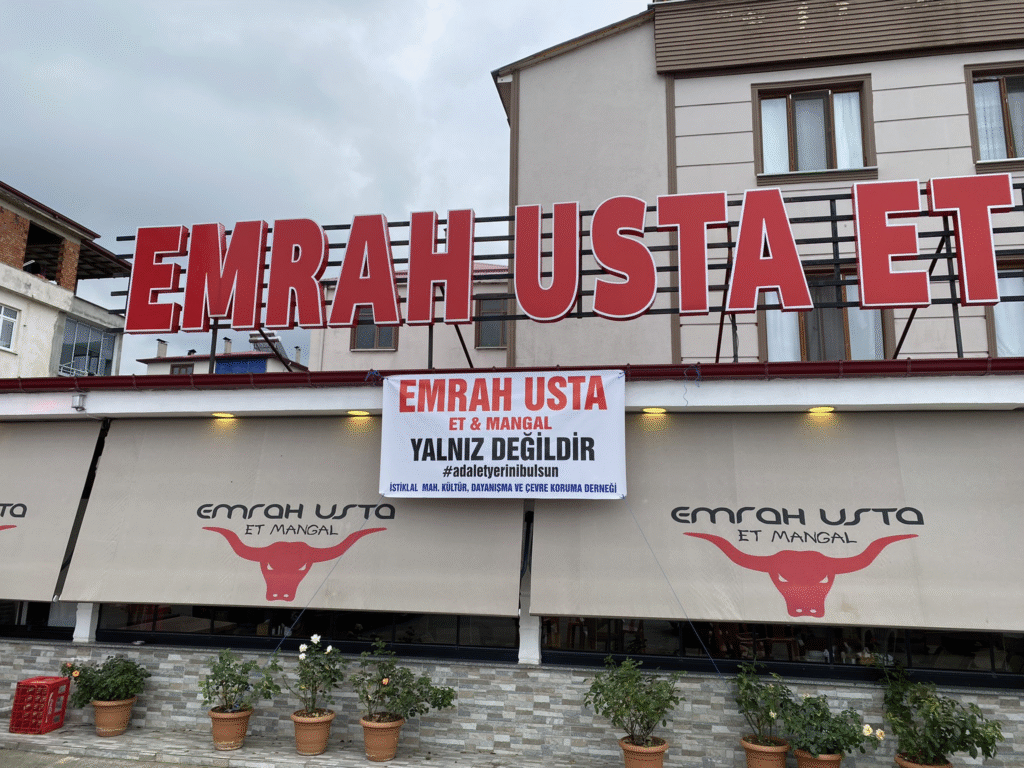 EMRAH USTA ET
EMRAH USTA
ET & MANGAL
YALNIZ DEĞİLDİR
#adaletyerinibulsun
İSTİKLAL MAH. KÜLTÜR, DAYANIŞMA VE ÇEVRE KORUMA DERNEĞİ
TA
EMRAH USTA
ET MANGAL
EMRAH USTA
ET MANGAL